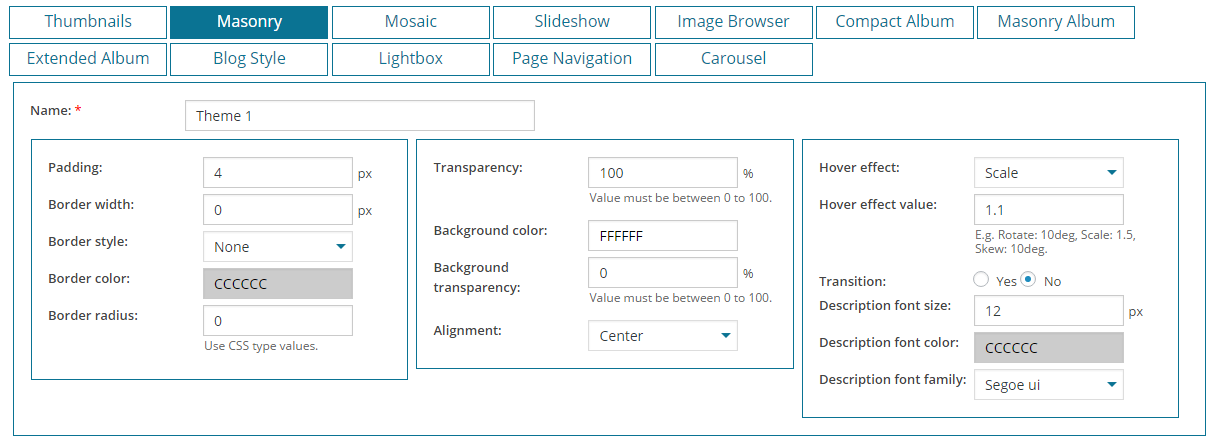 Thumbnails Masonry Mosaic Slideshow Image Browser Compact Album Masonry Album
Extended Album Blog Style Lightbox Page Navigation Carousel
Name: * Theme 1
Padding: 4 px
Border width: 0 px
Border style: None
Border color: CCCCCC
Border radius: 0
Use CSS type values.
Transparency: 100 %
Value must be between 0 to 100.
Background color: FFFFFF
Background
transparency: 0 %
Value must be between 0 to 100.
Alignment: Center
Hover effect: Scale
Hover effect value: 1.1
E.g. Rotate: 10deg, Scale: 1.5,
Skew: 10deg.
Transition: Yes No
Description font size: 12 px
Description font color: CCCCCC
Description font family: Segoe ui